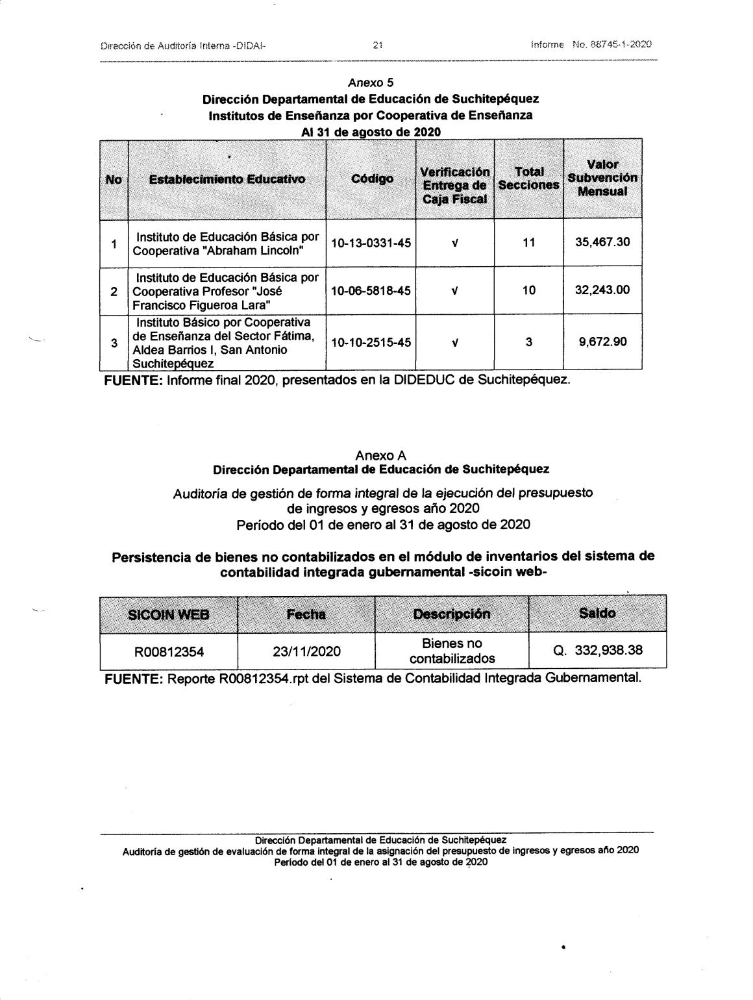 Dirección de Auditoría Interna -DIDAI- 21 Informe No. 88745-1-2020
Anexo 5
Dirección Departamental de Educación de Suchitepéquez
Institutos de Enseñanza por Cooperativa de Enseñanza
Al 31 de agosto de 2020
No Establecimiento Educativo Código Verificación Entrega de Caja Fiscal Total Secciones Valor Subvención Mensual
1 Instituto de Educación Básica por Cooperativa "Abraham Lincoln" 10-13-0331-45 √ 11 35,467.30
2 Instituto de Educación Básica por Cooperativa Profesor "José Francisco Figueroa Lara" 10-06-5818-45 √ 10 32,243.00
3 Instituto Básico por Cooperativa de Enseñanza del Sector Fátima, Aldea Barrios I, San Antonio Suchitepéquez 10-10-2515-45 √ 3 9,672.90
FUENTE: Informe final 2020, presentados en la DIDEDUC de Suchitepéquez.
Anexo A
Dirección Departamental de Educación de Suchitepéquez
Auditoría de gestión de forma integral de la ejecución del presupuesto
de ingresos y egresos año 2020
Período del 01 de enero al 31 de agosto de 2020
Persistencia de bienes no contabilizados en el módulo de inventarios del sistema de
contabilidad integrada gubernamental -sicoin web-
SICOIN WEB Fecha Descripción Saldo
R00812354 23/11/2020 Bienes no contabilizados Q. 332,938.38
FUENTE: Reporte R00812354.rpt del Sistema de Contabilidad Integrada Gubernamental.
Dirección Departamental de Educación de Suchitepéquez
Auditoría de gestión de evaluación de forma integral de la asignación del presupuesto de ingresos y egresos año 2020
Período del 01 de enero al 31 de agosto de 2020